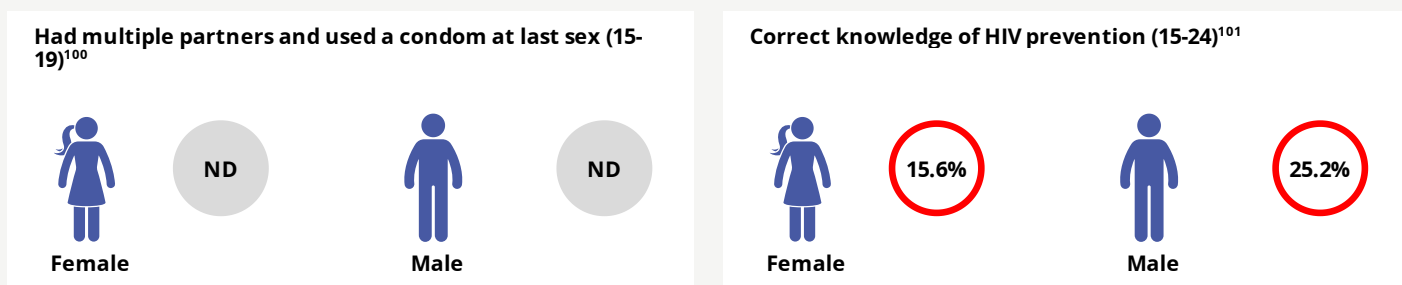 Had multiple partners and used a condom at last sex (15-
19)¹⁰⁰
ND
ND
Female
Male
Correct knowledge of HIV prevention (15-24)¹⁰¹
15.6%
25.2%
Female
Male